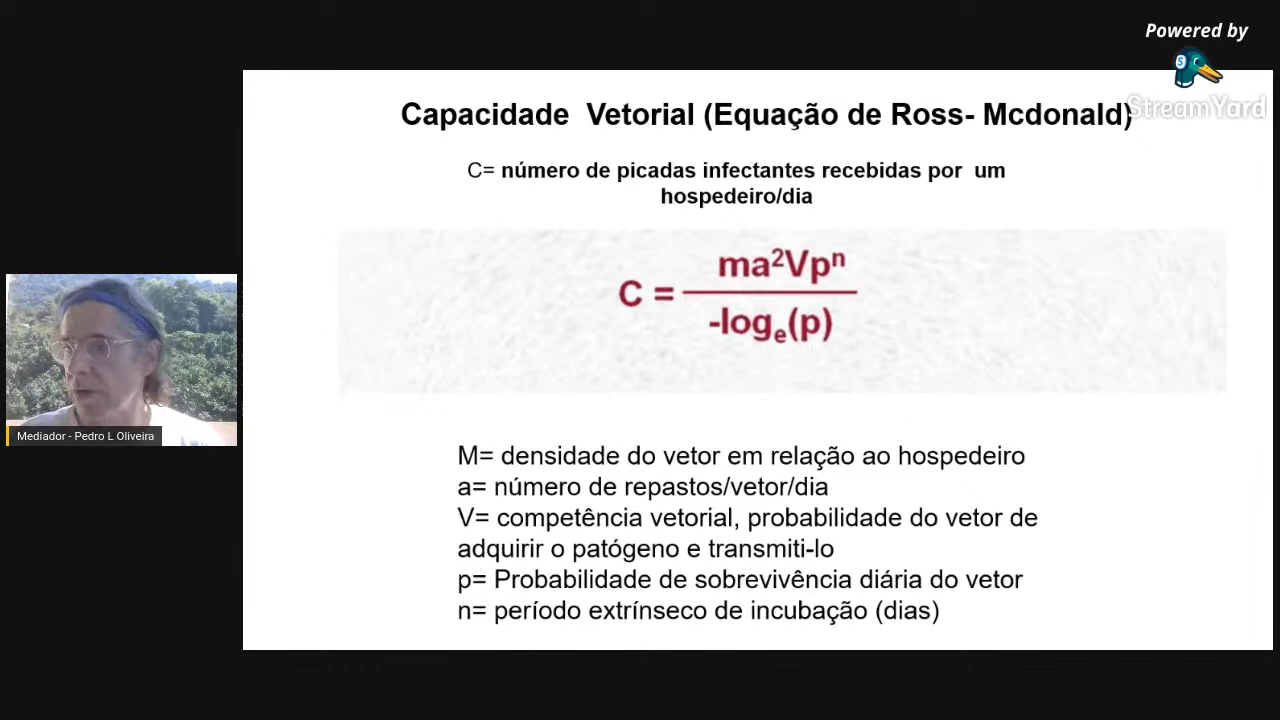 Powered by
StreamYard
Capacidade Vetorial (Equação de Ross- Mcdonald)
C= número de picadas infectantes recebidas por um
hospedeiro/dia
C = ma²Vpⁿ
-logₑ(p)
Mediador - Pedro L Oliveira
M= densidade do vetor em relação ao hospedeiro
a= número de repastos/vetor/dia
V= competência vetorial, probabilidade do vetor de
adquirir o patógeno e transmiti-lo
p= Probabilidade de sobrevivência diária do vetor
n= período extrínseco de incubação (dias)